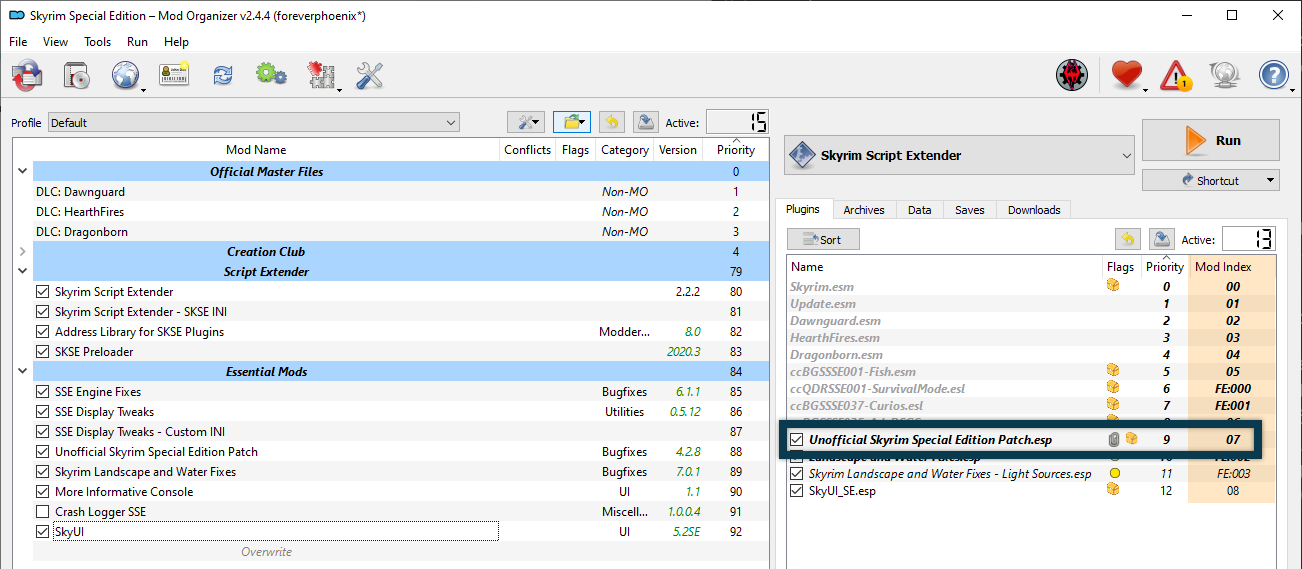 Skyrim Special Edition – Mod Organizer v2.4.4 (foreverphoenix*)
File View Tools Run Help
1
Profile Default Active: 15
Mod Name Conflicts Flags Category Version Priority
Official Master Files 0
DLC: Dawnguard Non-MO 1
DLC: HearthFires Non-MO 2
DLC: Dragonborn Non-MO 3
Creation Club 4
Script Extender 79
Skyrim Script Extender 2.2.2 80
Skyrim Script Extender - SKSE INI 81
Address Library for SKSE Plugins Modder... 8.0 82
SKSE Preloader 2020.3 83
Essential Mods 84
SSE Engine Fixes Bugfixes 6.1.1 85
SSE Display Tweaks Utilities 0.5.12 86
SSE Display Tweaks - Custom INI 87
Unofficial Skyrim Special Edition Patch Bugfixes 4.2.8 88
Skyrim Landscape and Water Fixes Bugfixes 7.0.1 89
More Informative Console UI 1.1 90
Crash Logger SSE Miscell... 1.0.0.4 91
SkyUI UI 5.2SE 92
Overwrite
Skyrim Script Extender
Run
Shortcut
Plugins Archives Data Saves Downloads
Sort Active: 13
Name Flags Priority Mod Index
Skyrim.esm 0 00
Update.esm 1 01
Dawnguard.esm 2 02
HearthFires.esm 3 03
Dragonborn.esm 4 04
ccBGSSSE001-Fish.esm 5 05
ccQDRSSE001-SurvivalMode.esl 6 FE:000
ccBGSSSE037-Curios.esl 7 FE:001
Unofficial Skyrim Special Edition Patch.esp 9 07
Landscape and Water Fixes.esp 10 FE:002
Skyrim Landscape and Water Fixes - Light Sources.esp 11 FE:003
SkyUI_SE.esp 12 08